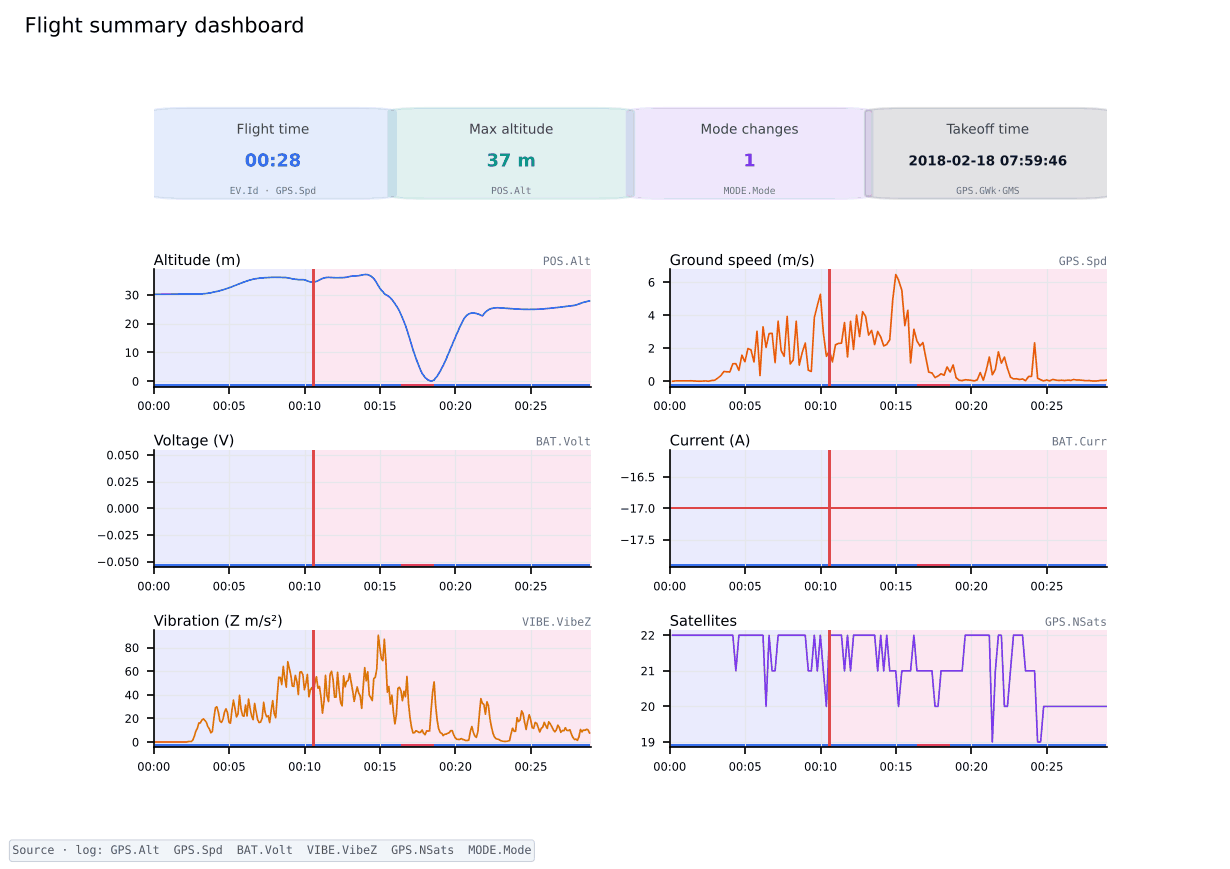 Flight summary dashboard
Flight time
00:28
EV.Id · GPS.Spd
Max altitude
37 m
POS.Alt
Mode changes
1
MODE.Mode
Takeoff time
2018-02-18 07:59:46
GPS.GWk·GMS
Altitude (m) POS.Alt
30
20
10
0
00:00 00:05 00:10 00:15 00:20 00:25
Ground speed (m/s) GPS.Spd
6
4
2
0
00:00 00:05 00:10 00:15 00:20 00:25
Voltage (V) BAT.Volt
0.050
0.025
0.000
−0.025
−0.050
00:00 00:05 00:10 00:15 00:20 00:25
Current (A) BAT.Curr
−16.5
−17.0
−17.5
00:00 00:05 00:10 00:15 00:20 00:25
Vibration (Z m/s²) VIBE.VibeZ
80
60
40
20
0
00:00 00:05 00:10 00:15 00:20 00:25
Satellites GPS.NSats
22
21
20
19
00:00 00:05 00:10 00:15 00:20 00:25
Source · log: GPS.Alt GPS.Spd BAT.Volt VIBE.VibeZ GPS.NSats MODE.Mode